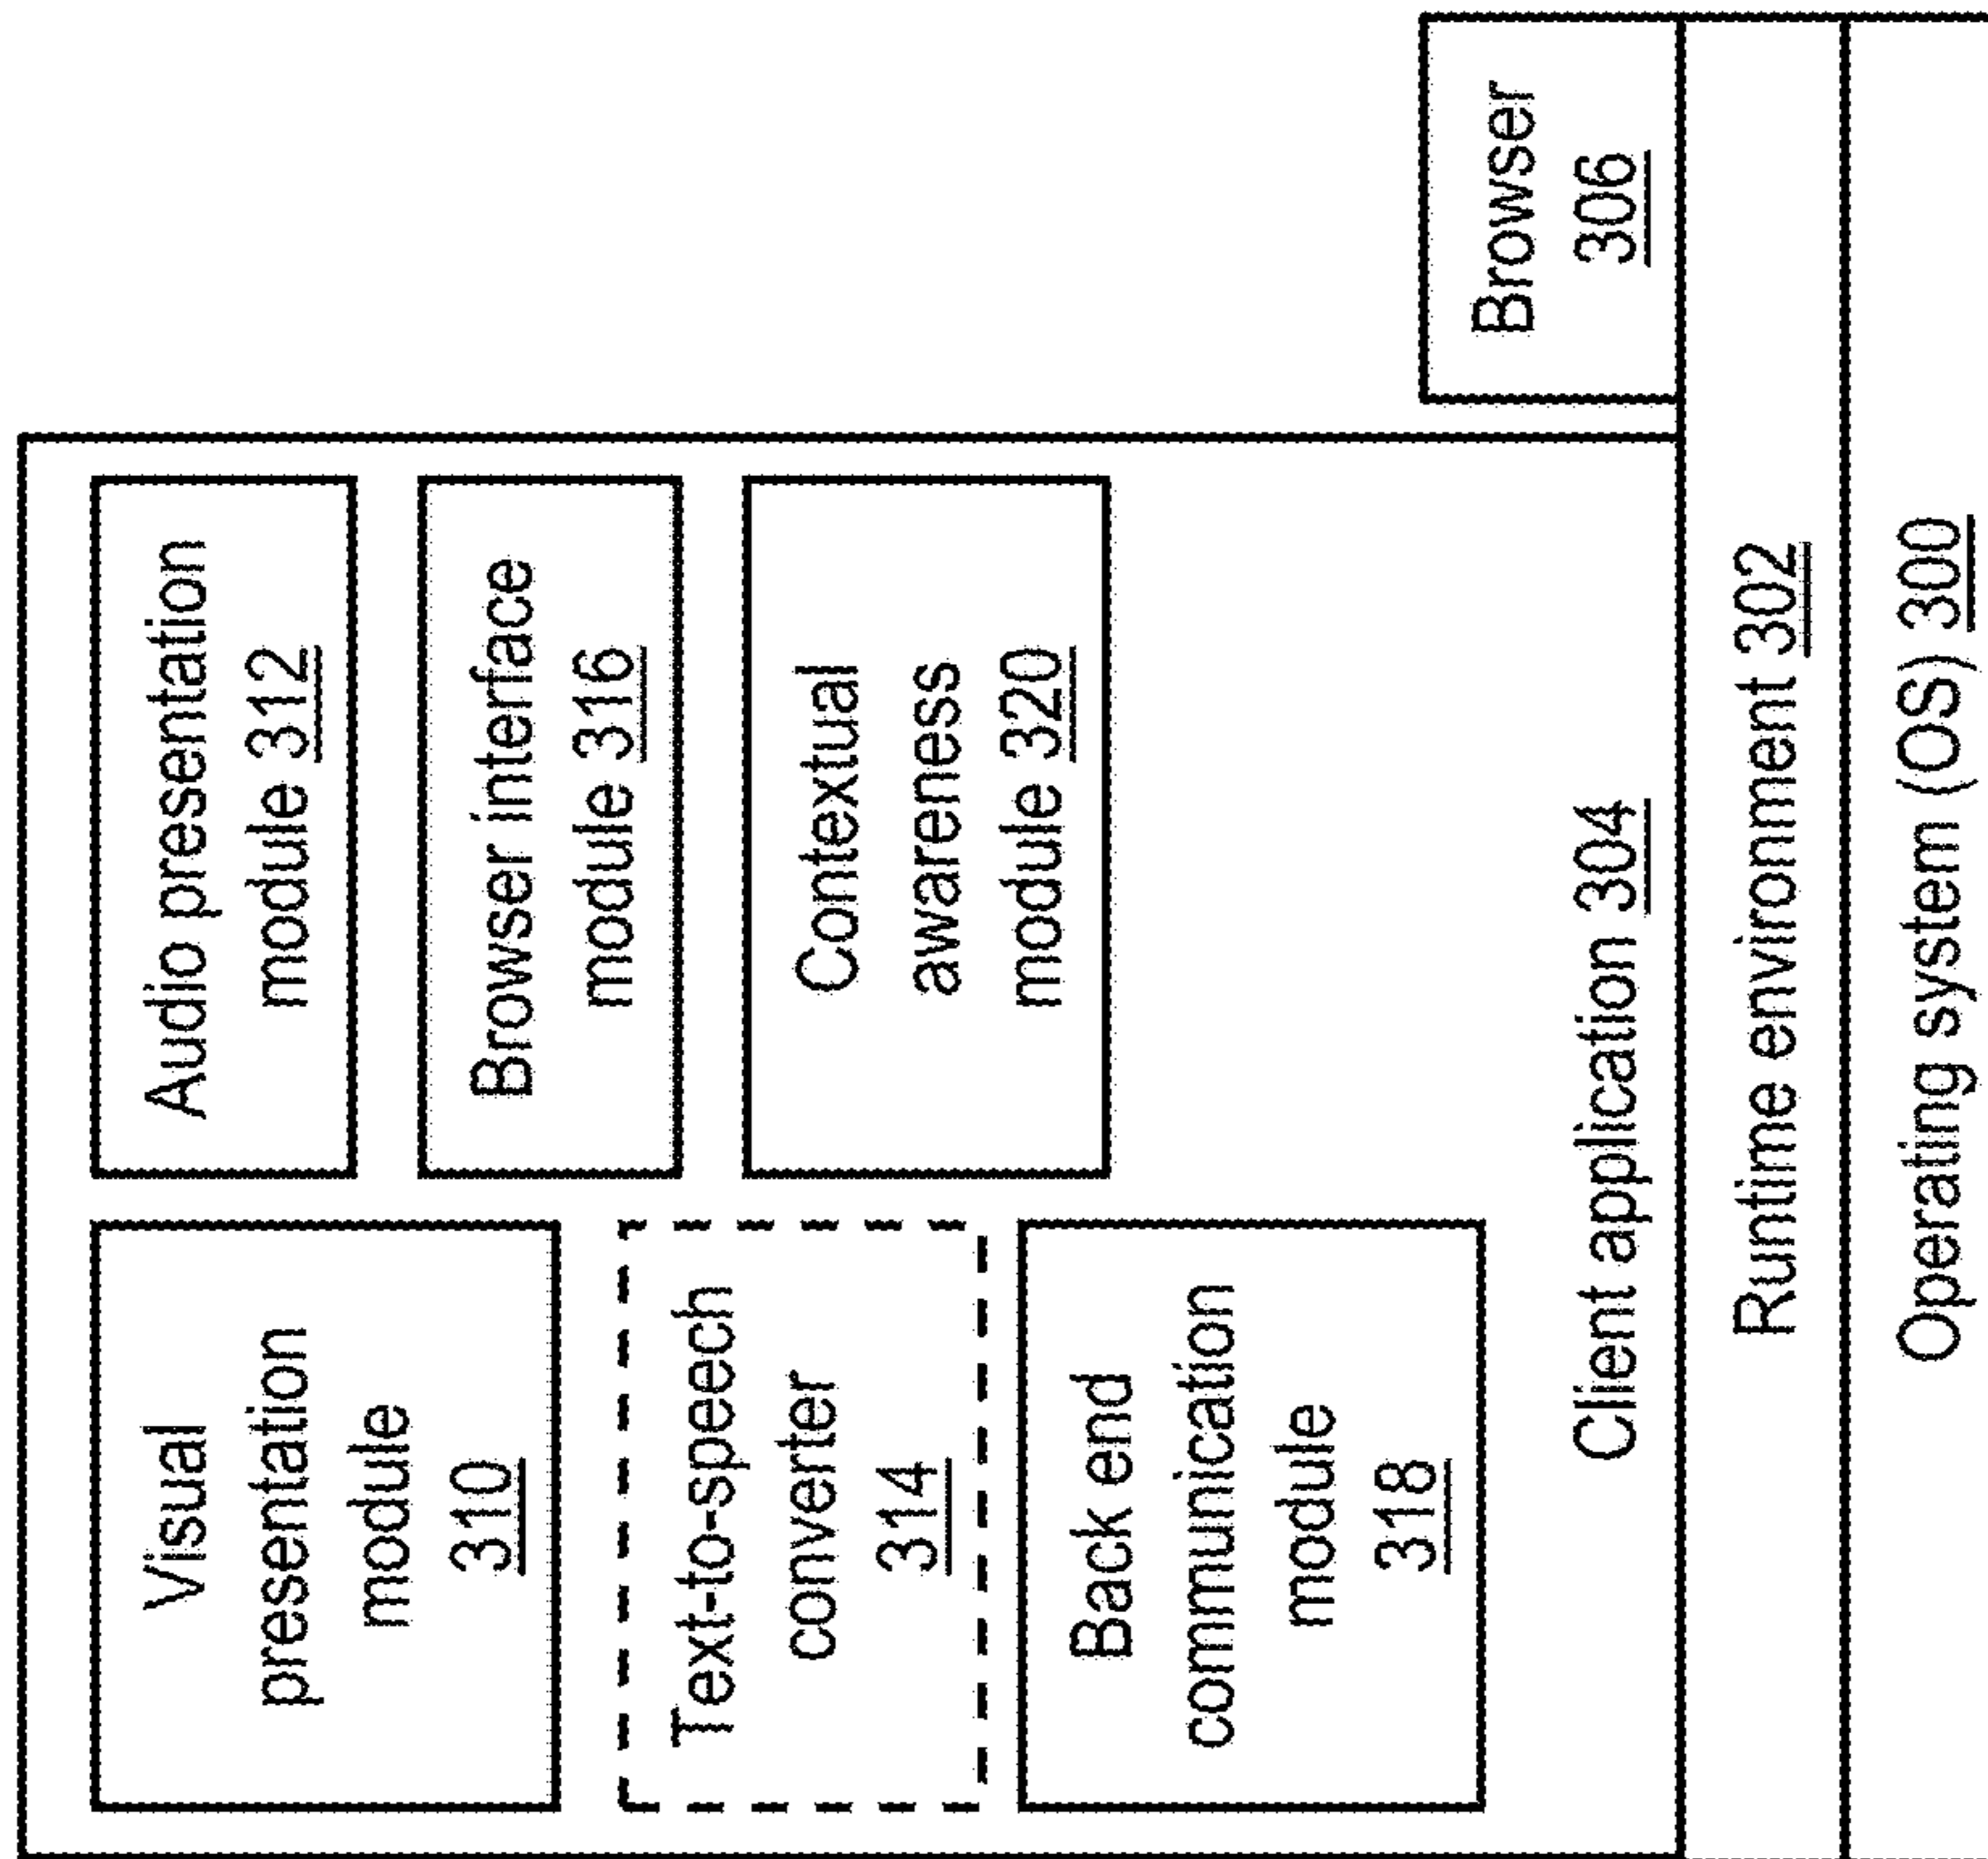 Visual
presentation
module
310
Audio presentation
module 312
Text-to-speech
converter
314
Browser interface
module 316
Back end
communication
module
318
Contextual
awareness
module 320
Client application 304
Browser
306
Runtime environment 302
Operating system (OS) 300